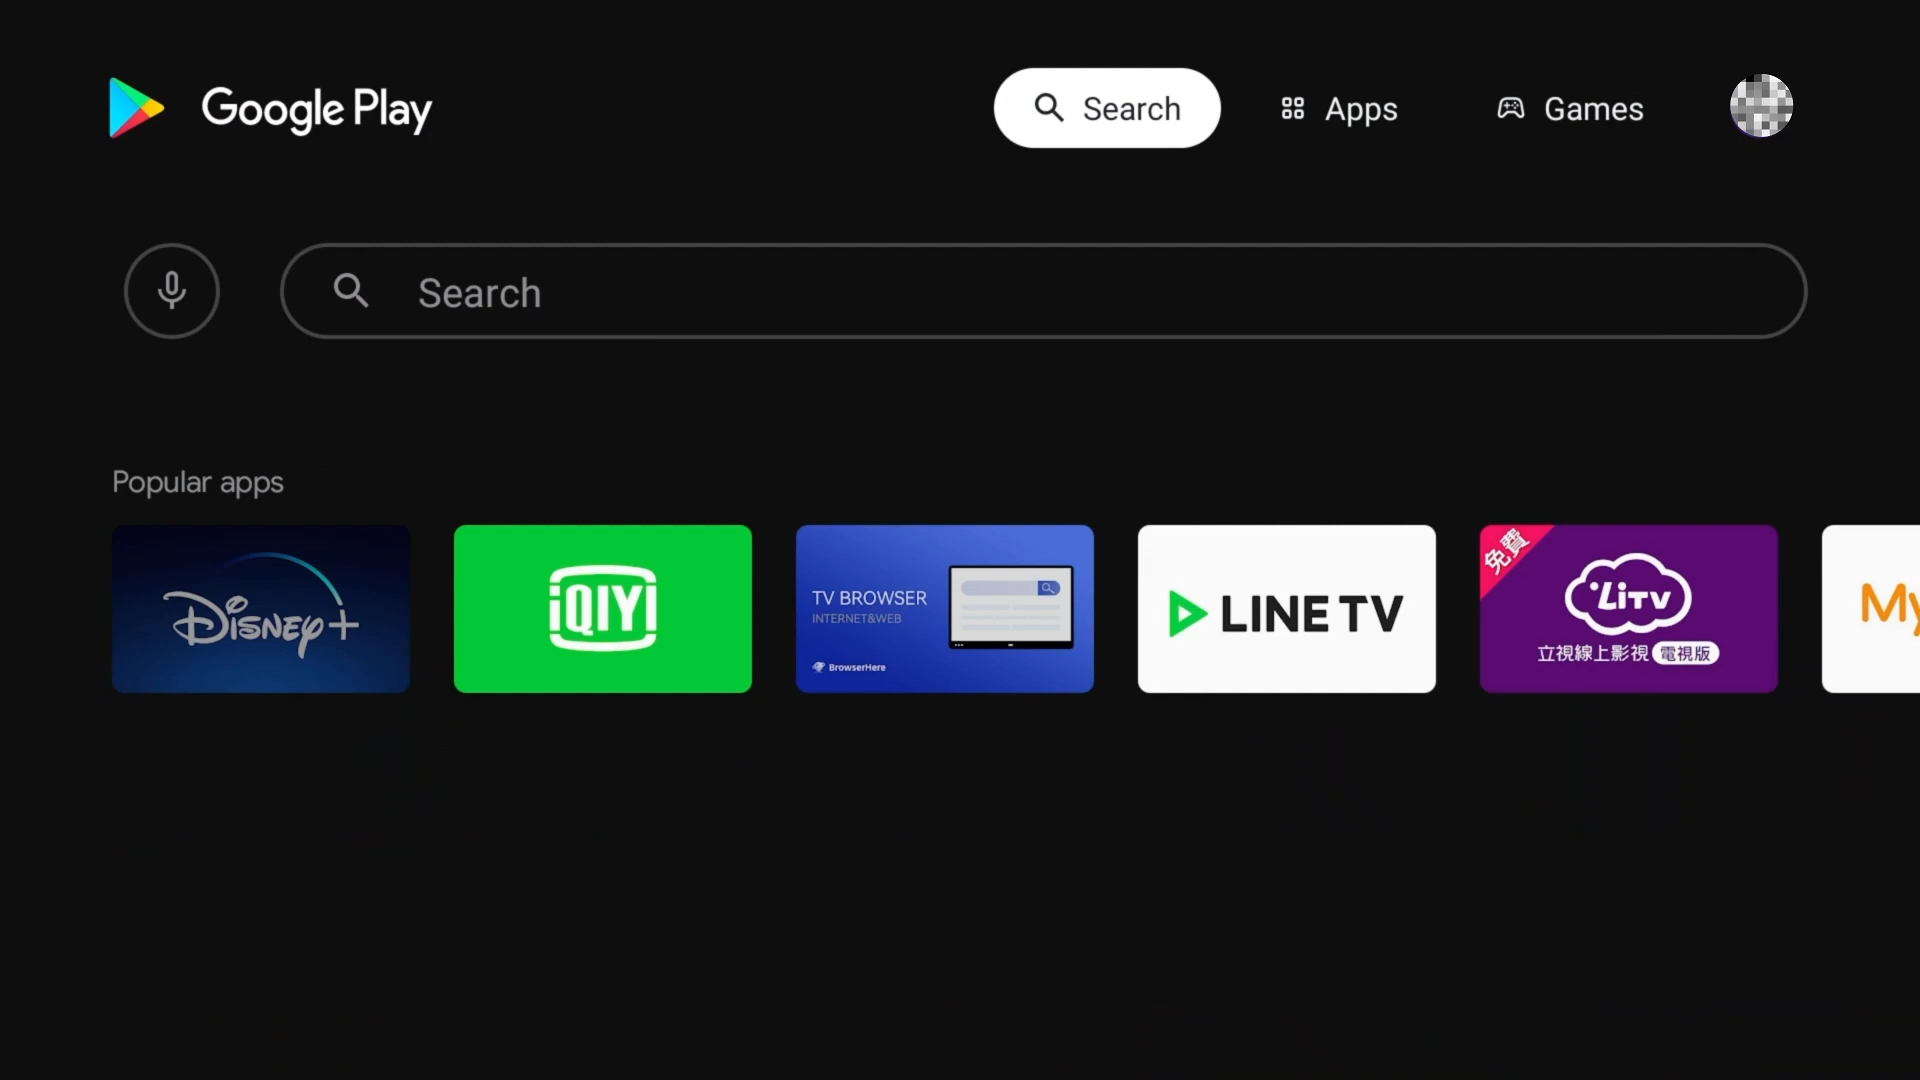 Google Play
Search
Apps
Games
Search
Popular apps
Disney+
iQIYI
TV BROWSER
INTERNET&WEB
BrowserHere
LINE TV
免費
LiTV
立視線上影視 電視版
My